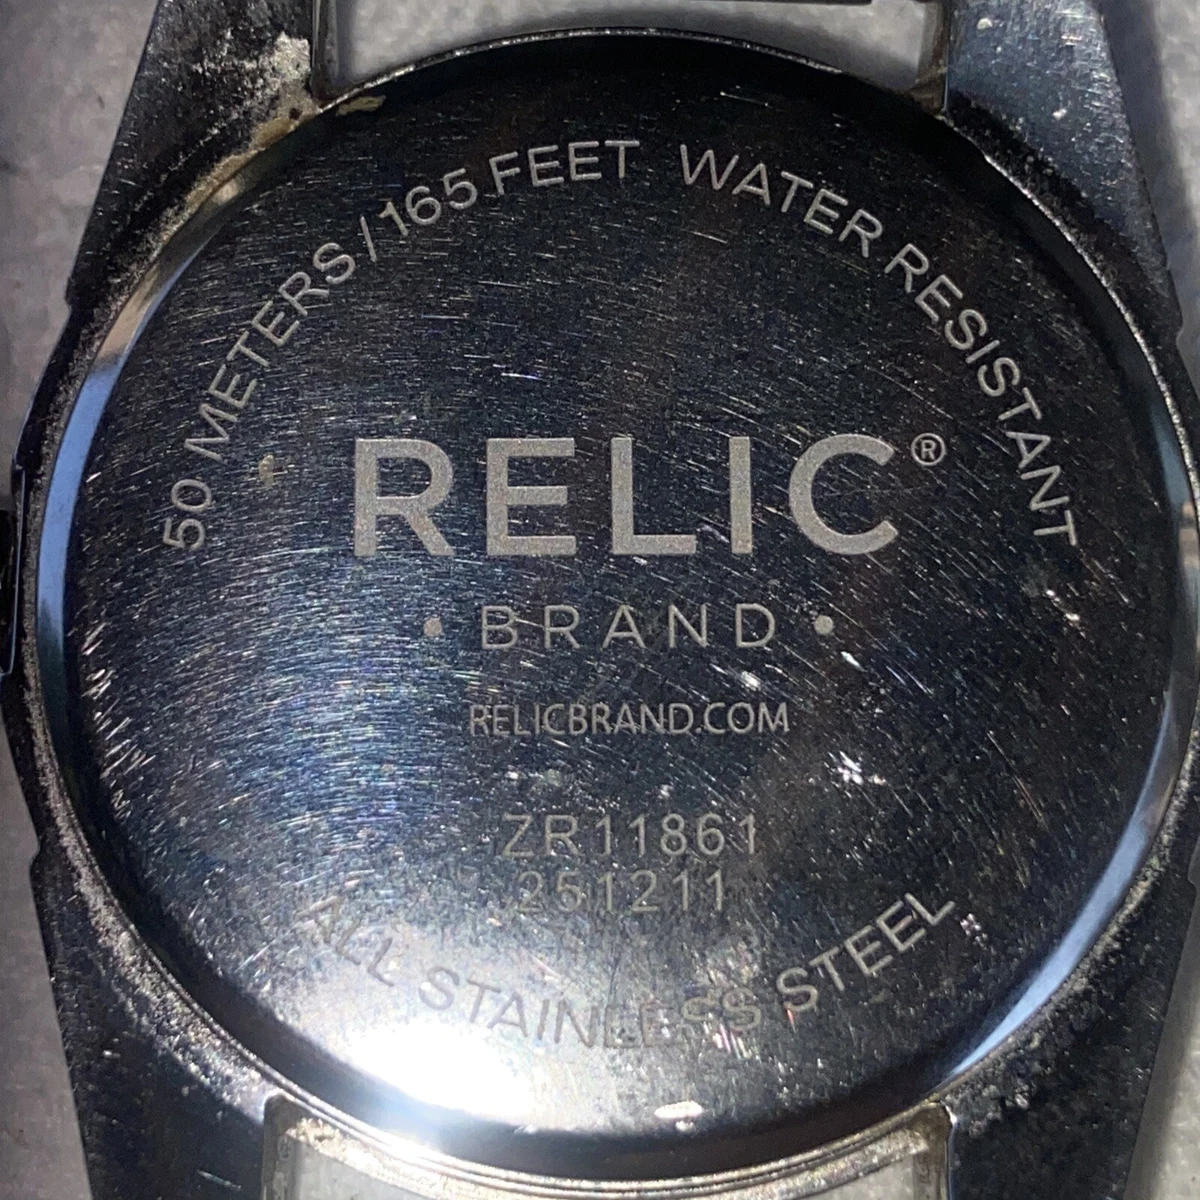 50 METERS / 165 FEET WATER RESISTANT
RELIC®
• BRAND •
RELICBRAND.COM
ZR11861
251211
ALL STAINLESS STEEL